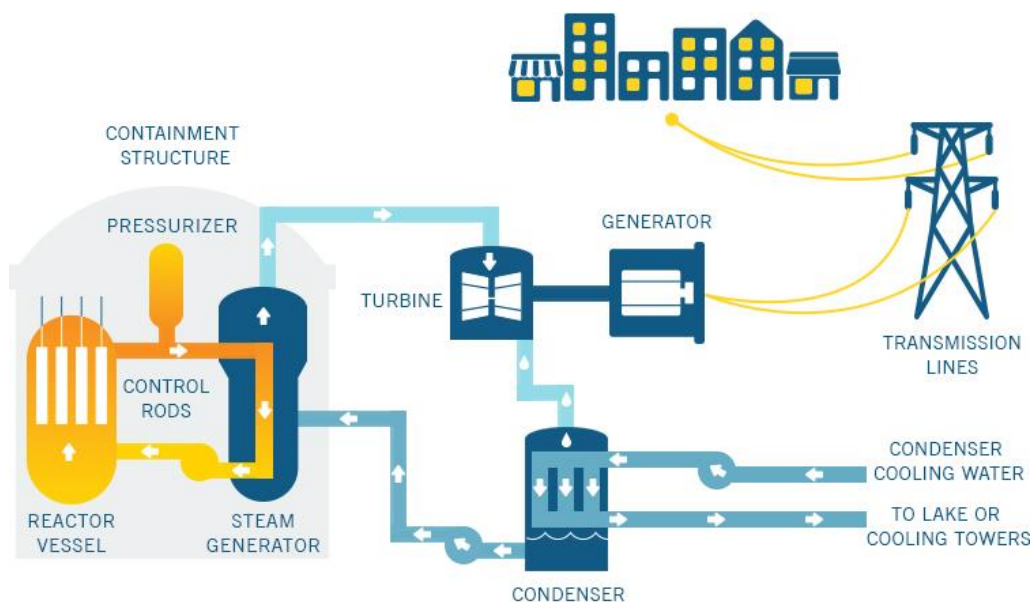 CONTAINMENT
STRUCTURE
PRESSURIZER
GENERATOR
TURBINE
TRANSMISSION
LINES
CONTROL
RODS
CONDENSER
COOLING WATER
REACTOR
VESSEL
STEAM
GENERATOR
TO LAKE OR
COOLING TOWERS
CONDENSER